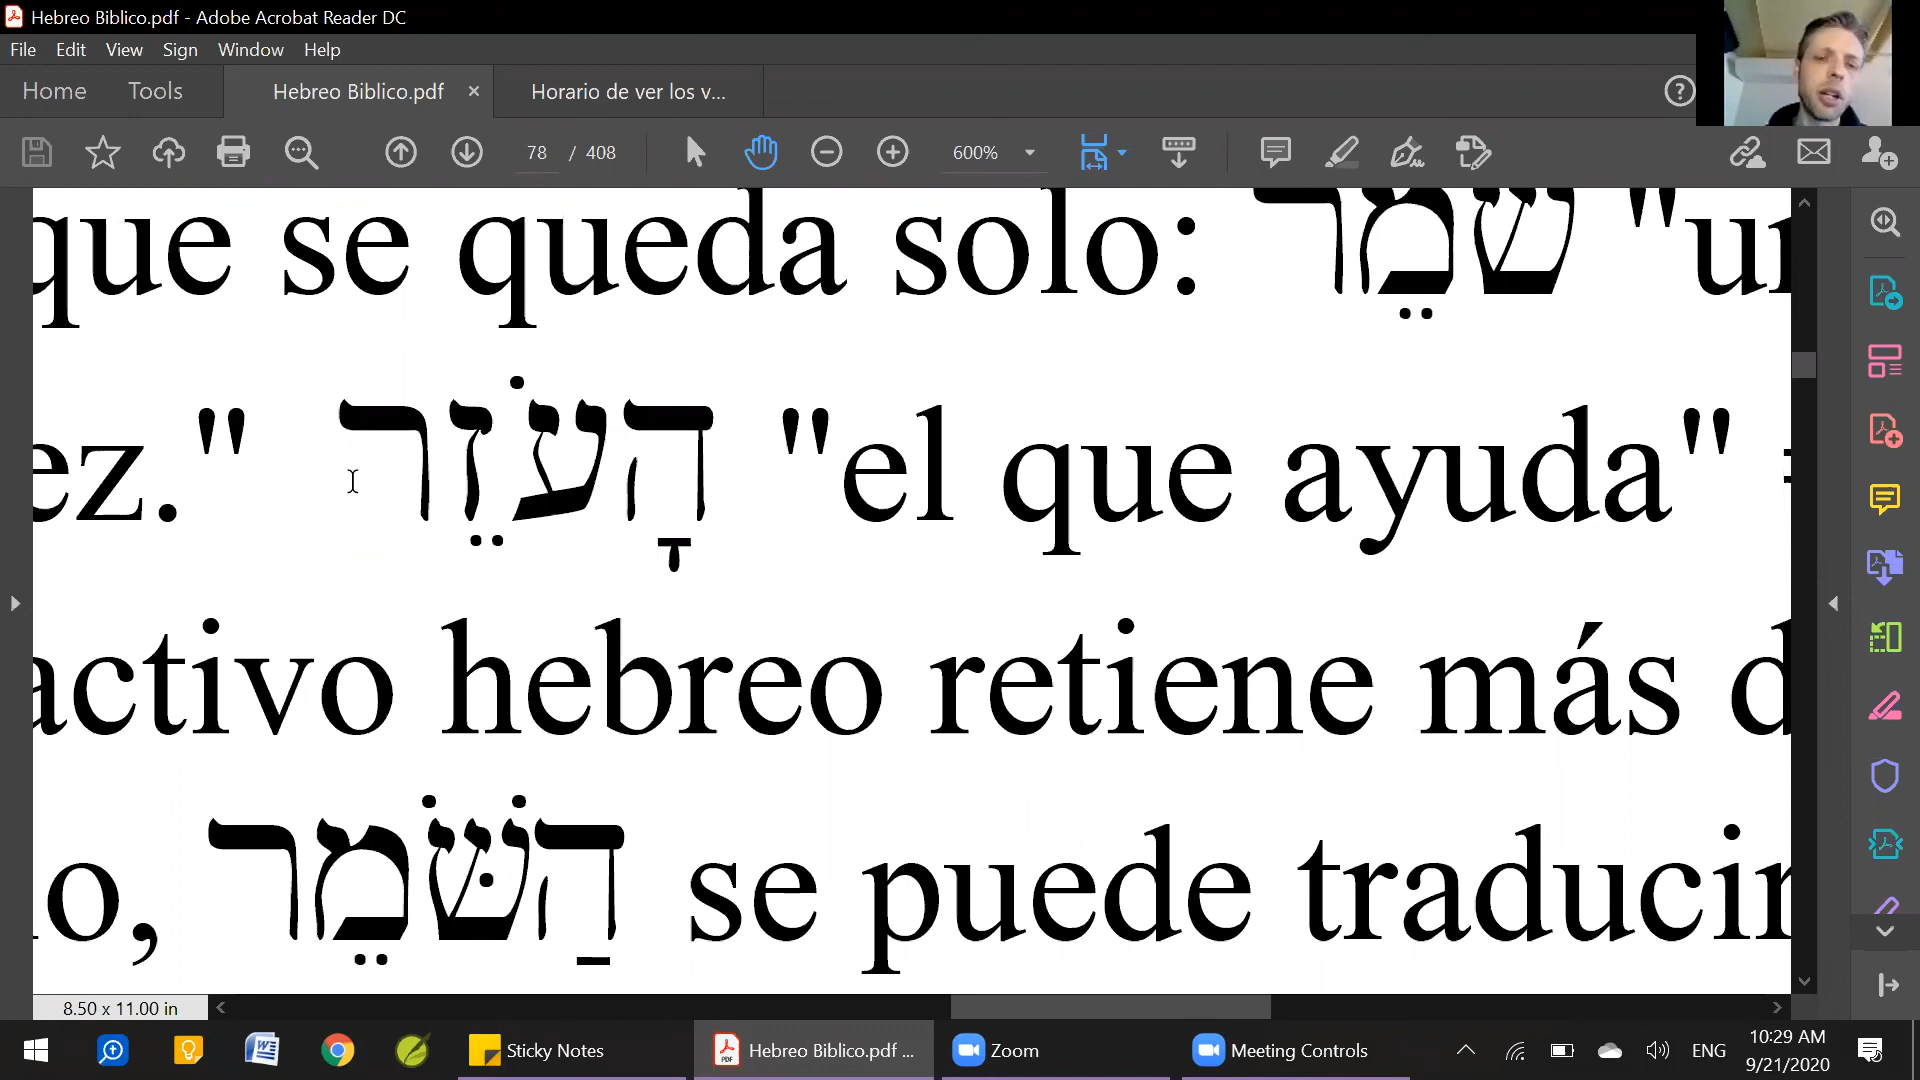 Hebreo Biblico.pdf - Adobe Acrobat Reader DC
File Edit View Sign Window Help
Home Tools Hebreo Biblico.pdf × Horario de ver los v...
78 / 408 600%
que se queda solo: שֹׁמֵר "un
ez." הָעֹזֵר "el que ayuda"
activo hebreo retiene más d
o, הַשֹּׁמֵר se puede traducir
8.50 x 11.00 in
Sticky Notes Hebreo Biblico.pdf ... Zoom Meeting Controls ENG 10:29 AM
9/21/2020